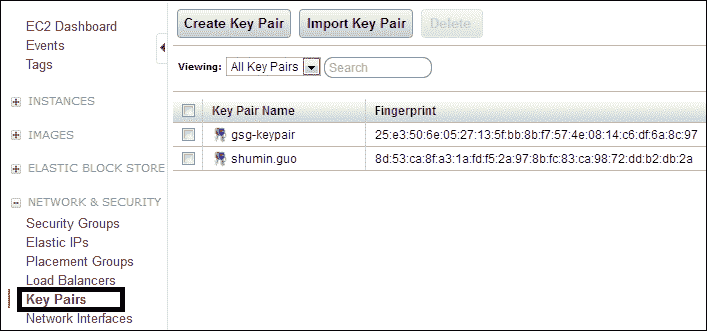 EC2 Dashboard
Events
Tags
INSTANCES
IMAGES
ELASTIC BLOCK STORE
NETWORK & SECURITY
Security Groups
Elastic IPs
Placement Groups
Load Balancers
Key Pairs
Network Interfaces
Create Key Pair Import Key Pair Delete
Viewing: All Key Pairs Search
Key Pair Name Fingerprint
gsg-keypair 25:e3:50:6e:05:27:13:5f:bb:8b:f7:57:4e:08:14:c6:df:6a:8c:97
shumin.guo 8d:53:ca:8f:a3:1a:fd:f5:2a:97:8b:fc:83:ca:98:72:dd:b2:db:2a